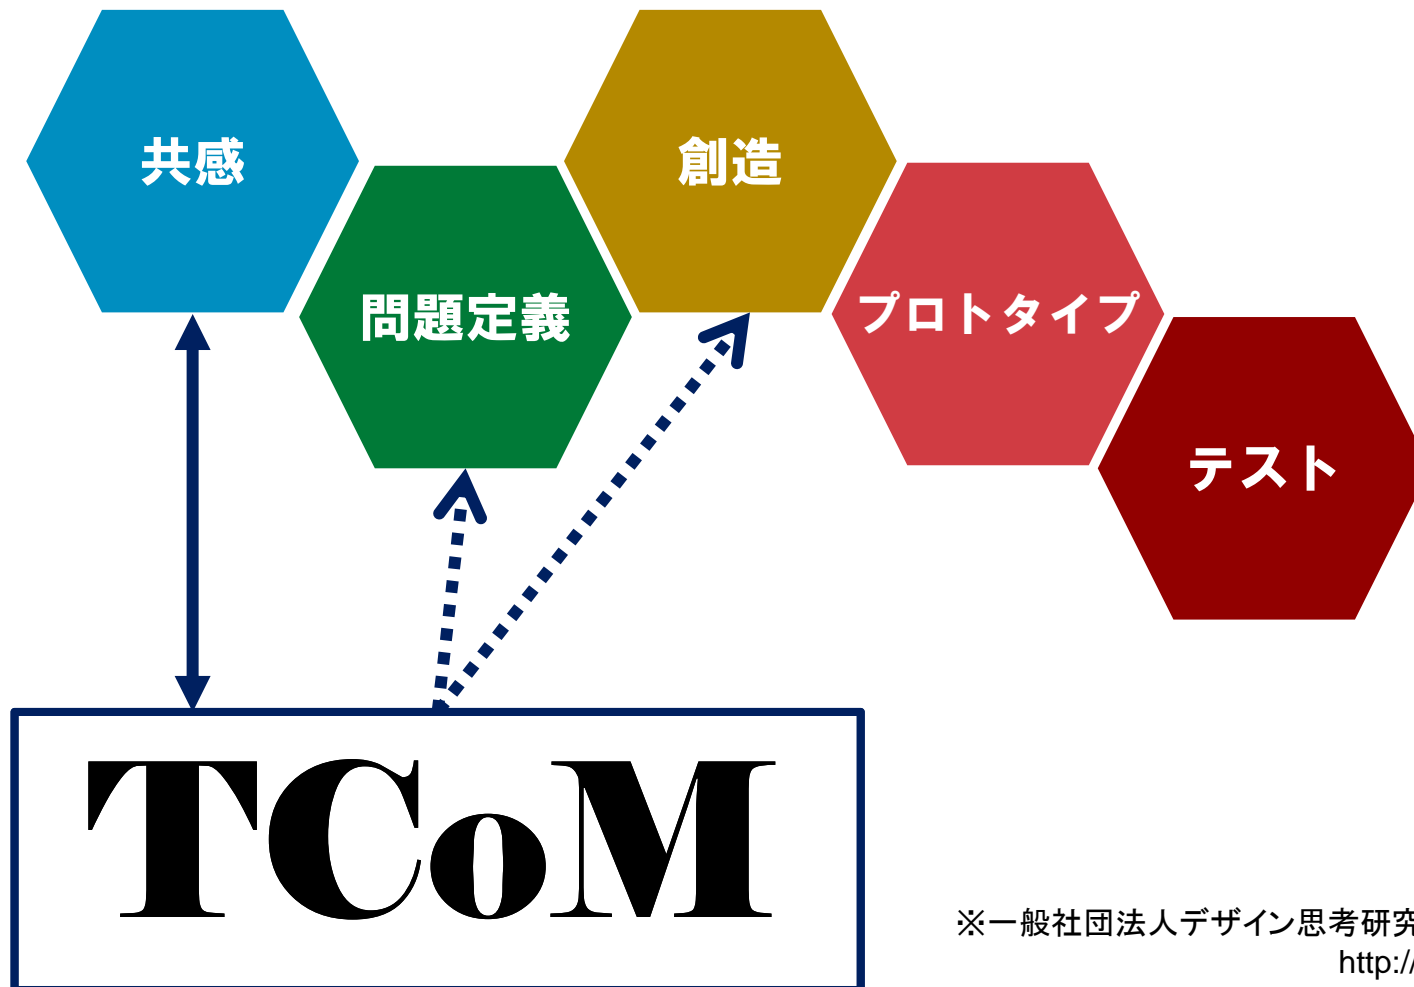 共感
問題定義
創造
プロトタイプ
テスト
TCoM
※一般社団法人デザイン思考研究
http://